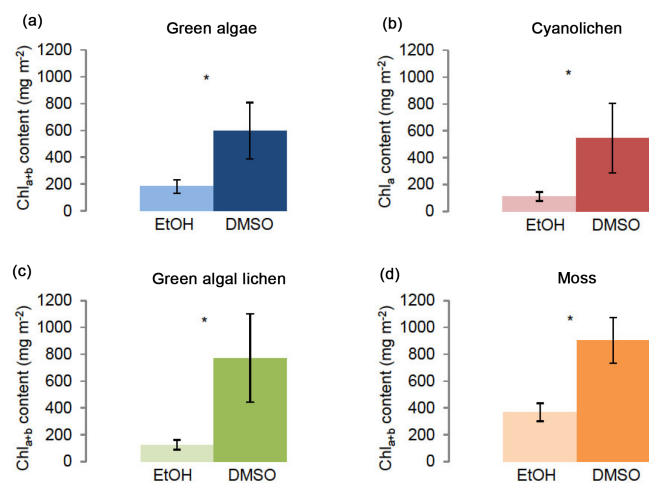 (a)
Green algae
Chla+b content (mg m-2)
1200
1000
800
600
400
200
0
*
EtOH DMSO
(b)
Cyanolichen
Chla content (mg m-2)
1200
1000
800
600
400
200
0
*
EtOH DMSO
(c)
Green algal lichen
Chla+b content (mg m-2)
1200
1000
800
600
400
200
0
*
EtOH DMSO
(d)
Moss
Chla+b content (mg m-2)
1200
1000
800
600
400
200
0
*
EtOH DMSO